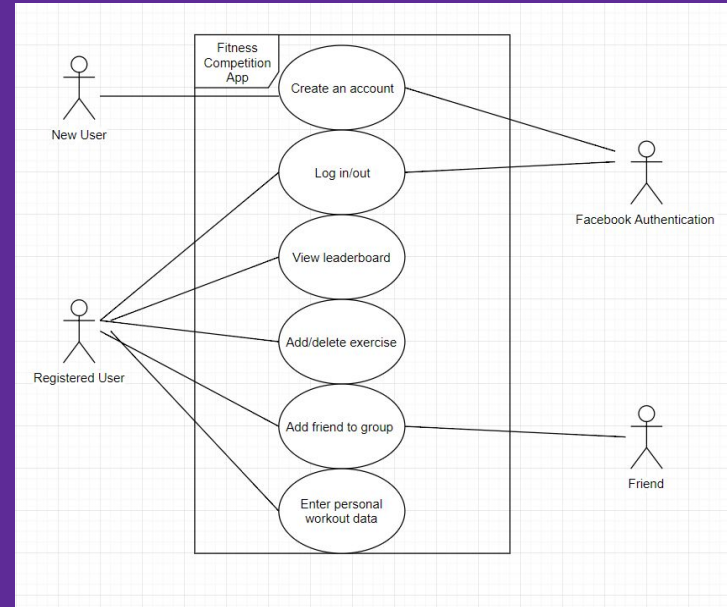 Fitness
Competition
App
Create an account
New User
Log in/out
Facebook Authentication
View leaderboard
Add/delete exercise
Registered User
Add friend to group
Friend
Enter personal
workout data